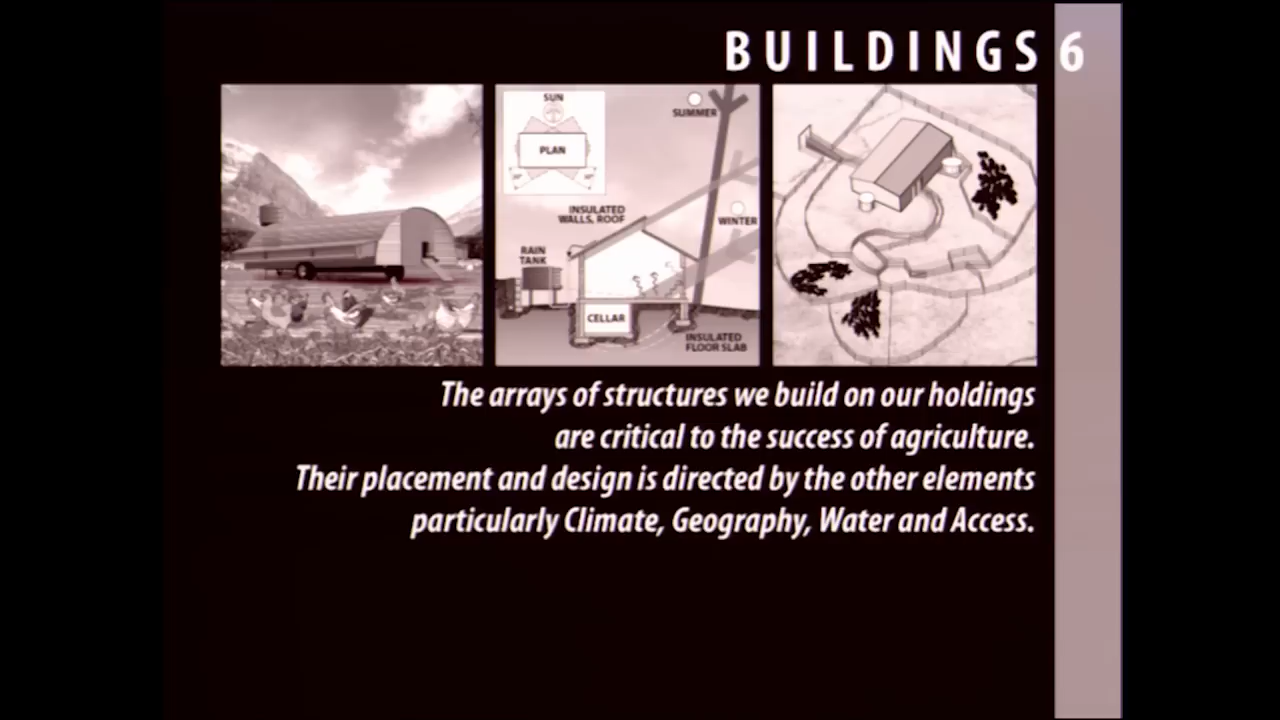 BUILDINGS 6
SUN
PLAN
SUMMER
INSULATED
WALLS, ROOF
WINTER
RAIN
TANK
CELLAR
INSULATED
FLOOR SLAB
The arrays of structures we build on our holdings
are critical to the success of agriculture.
Their placement and design is directed by the other elements
particularly Climate, Geography, Water and Access.